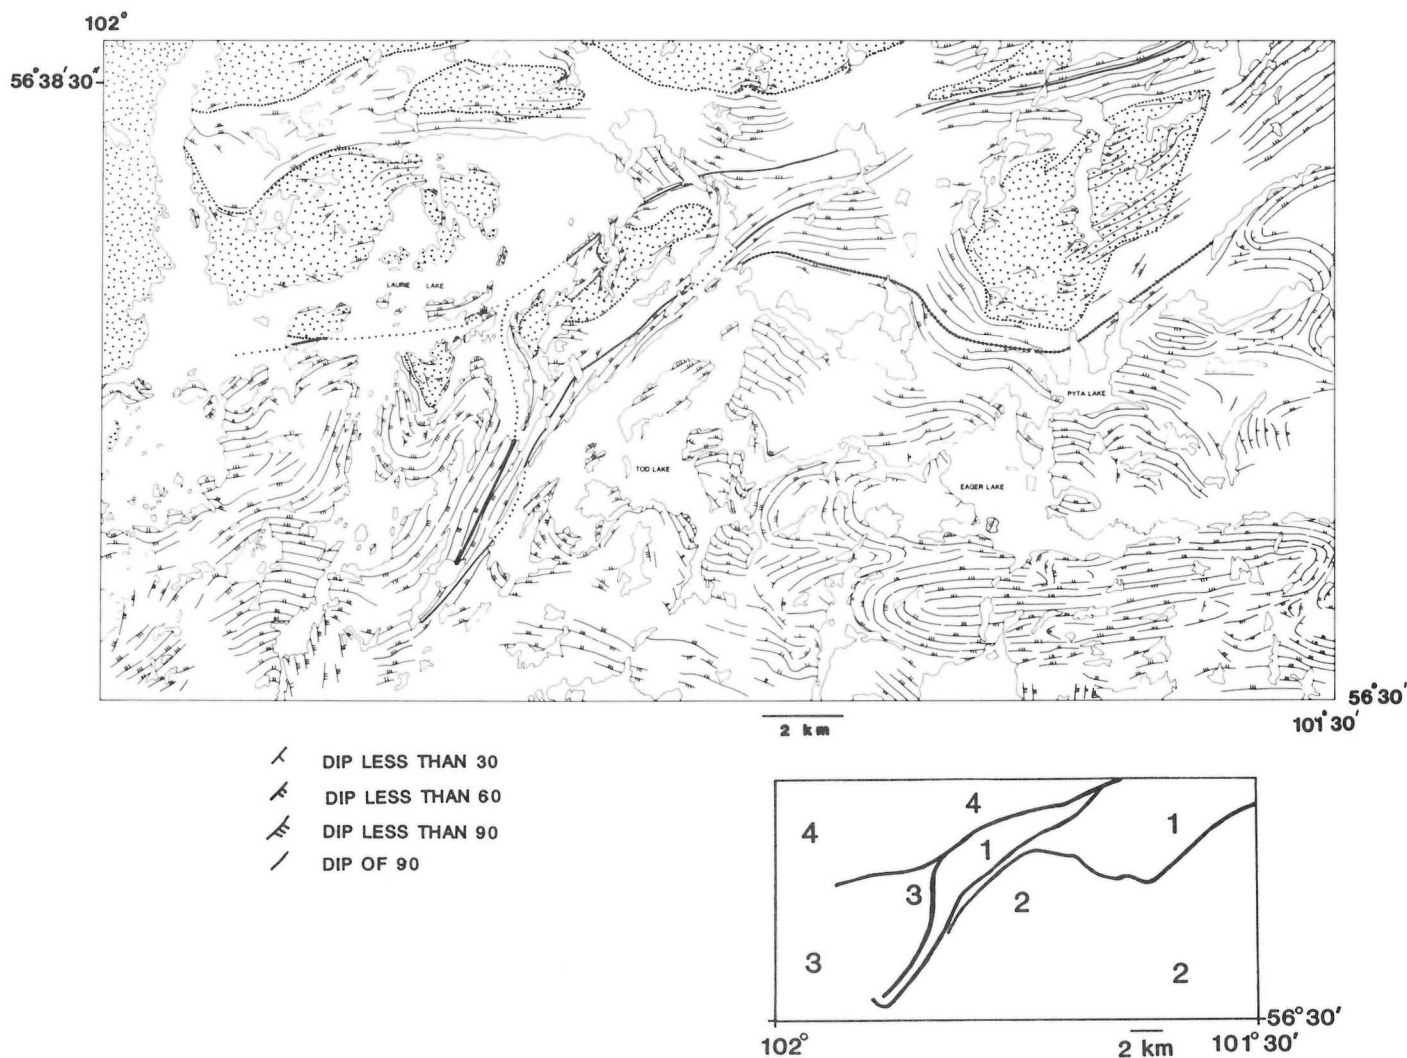 102°
56°38'30"
LAURIE LAKE
PYTA LAKE
TOD LAKE
EAGER LAKE
56°30'
101°30'
2 km
DIP LESS THAN 30
DIP LESS THAN 60
DIP LESS THAN 90
DIP OF 90
4
4
1
1
3
2
3
2
56°30'
102°
2 km
101°30'